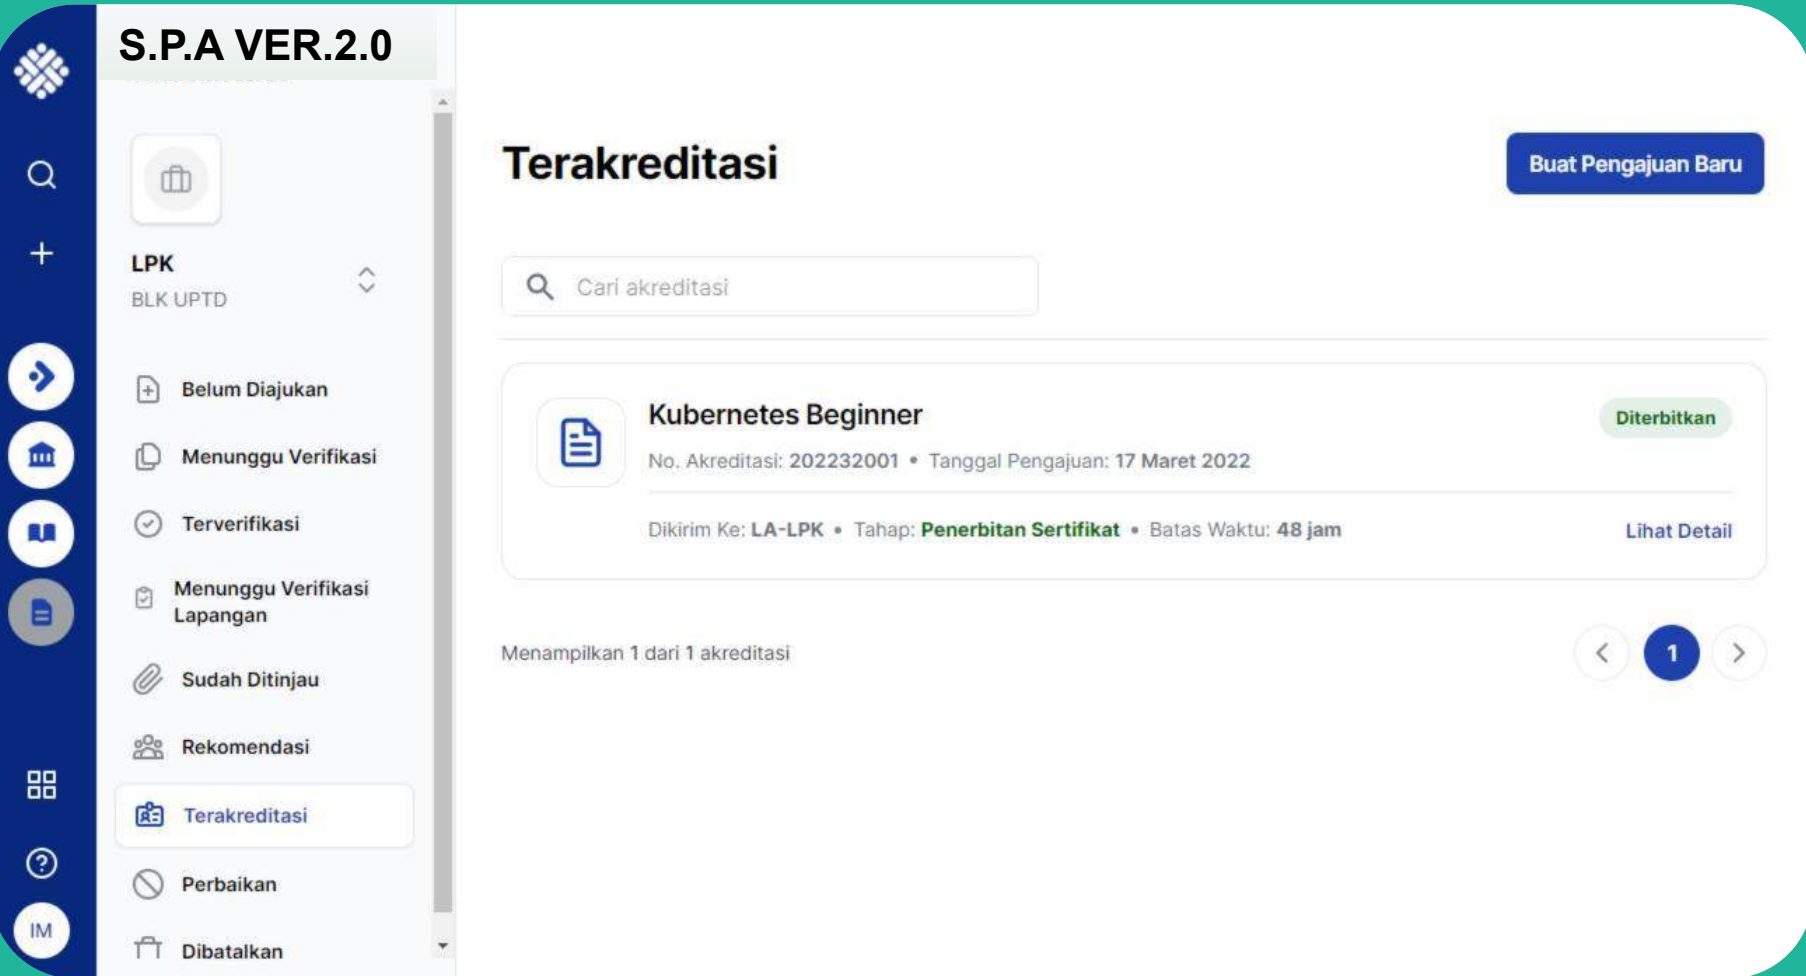 S.P.A VER.2.0
LPK
BLK UPTD
Belum Diajukan
Menunggu Verifikasi
Terverifikasi
Menunggu Verifikasi
Lapangan
Sudah Ditinjau
Rekomendasi
Terakreditasi
Perbaikan
Dibatalkan
IM
Terakreditasi
Buat Pengajuan Baru
Cari akreditasi
Kubernetes Beginner
Diterbitkan
No. Akreditasi: 202232001 • Tanggal Pengajuan: 17 Maret 2022
Dikirim Ke: LA-LPK • Tahap: Penerbitan Sertifikat • Batas Waktu: 48 jam
Lihat Detail
Menampilkan 1 dari 1 akreditasi
1